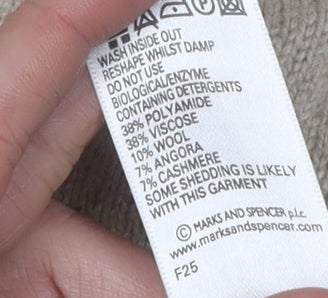 WASH INSIDE OUT
RESHAPE WHILST DAMP
DO NOT USE
BIOLOGICAL/ENZYME
CONTAINING DETERGENTS
38% POLYAMIDE
38% VISCOSE
10% WOOL
7% ANGORA
7% CASHMERE
SOME SHEDDING IS LIKELY
WITH THIS GARMENT
© MARKS AND SPENCER p.l.c.
www.marksandspencer.com
F25